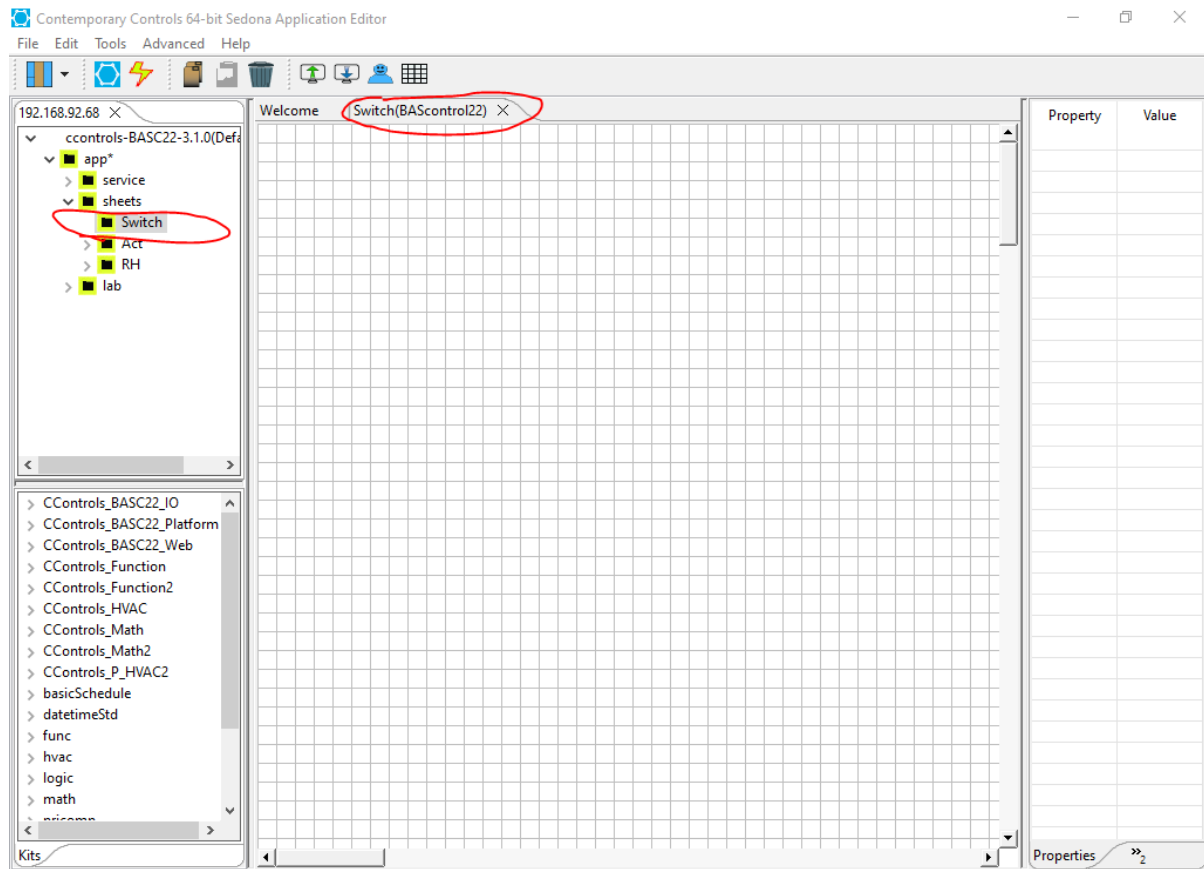 Contemporary Controls 64-bit Sedona Application Editor
File Edit Tools Advanced Help
192.168.92.68
ccontrols-BASC22-3.1.0(Defa
app*
service
sheets
Switch
Act
RH
lab
CControls_BASC22_IO
CControls_BASC22_Platform
CControls_BASC22_Web
CControls_Function
CControls_Function2
CControls_HVAC
CControls_Math
CControls_Math2
CControls_P_HVAC2
basicSchedule
datetimeStd
func
hvac
logic
math
Kits
Welcome Switch(BAScontrol22)
Property Value
Properties »2